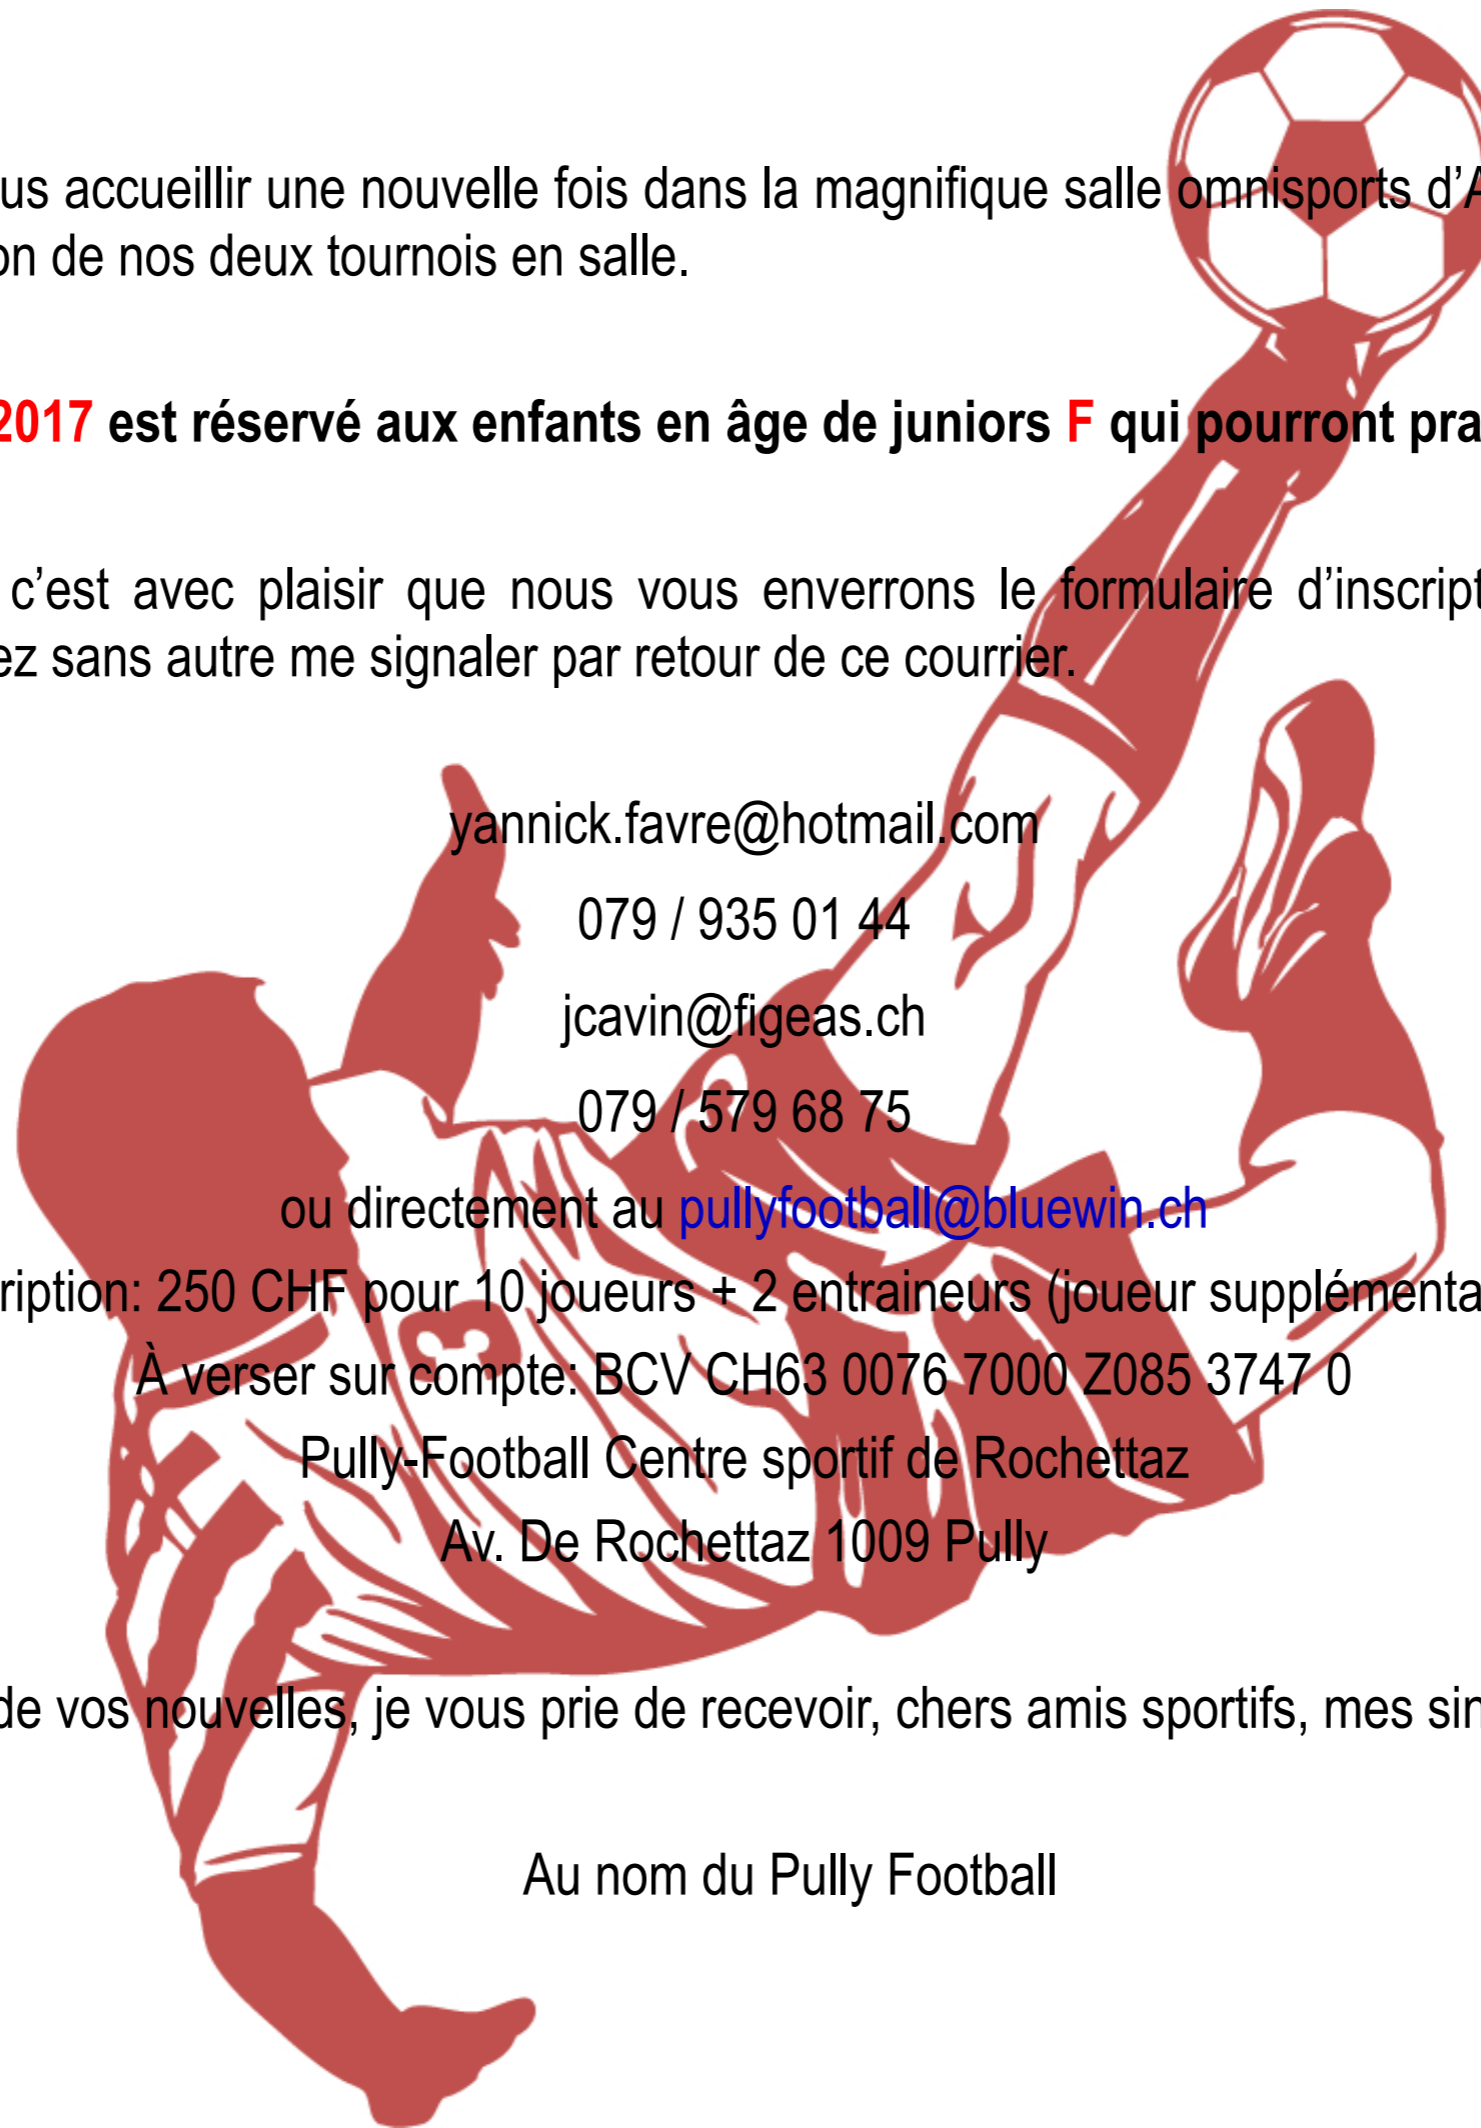 us accueillir une nouvelle fois dans la magnifique salle omnisports d’A
on de nos deux tournois en salle.
2017 est réservé aux enfants en âge de juniors F qui pourront pra
c’est avec plaisir que nous vous enverrons le formulaire d’inscript
ez sans autre me signaler par retour de ce courrier.
yannick.favre@hotmail.com
079 / 935 01 44
jcavin@figeas.ch
079 / 579 68 75
ou directement au pullyfootball@bluewin.ch
ription: 250 CHF pour 10 joueurs + 2 entraineurs (joueur supplémenta
À verser sur compte: BCV CH63 0076 7000 Z085 3747 0
Pully-Football Centre sportif de Rochettaz
Av. De Rochettaz 1009 Pully
de vos nouvelles, je vous prie de recevoir, chers amis sportifs, mes sin
Au nom du Pully Football
3